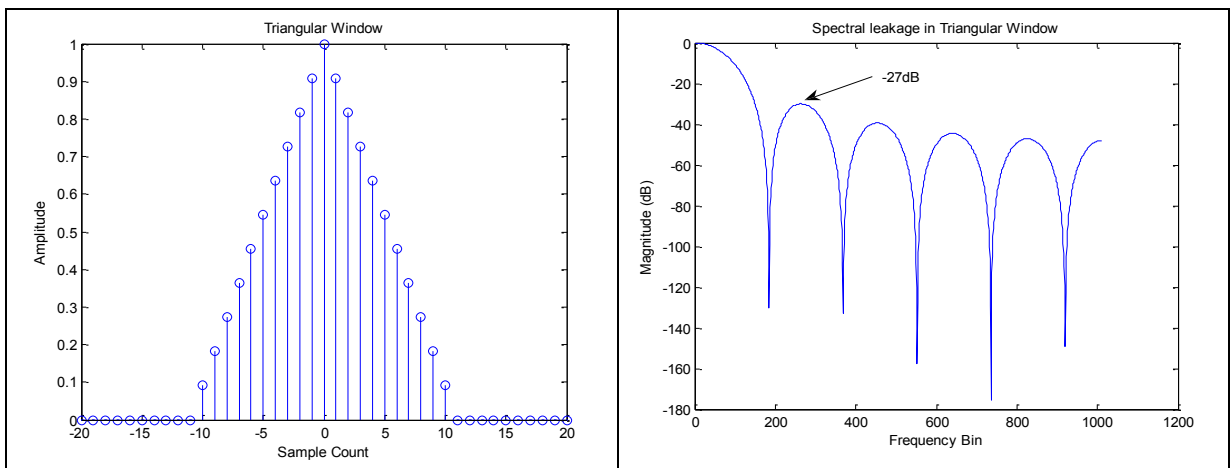 Triangular Window
1
0.9
0.8
0.7
0.6
0.5
0.4
0.3
0.2
0.1
0
Amplitude
-20 -15 -10 -5 0 5 10 15 20
Sample Count
Spectral leakage in Triangular Window
0
-20
-40
-60
-80
-100
-120
-140
-160
-180
Magnitude (dB)
-27dB
0 200 400 600 800 1000 1200
Frequency Bin